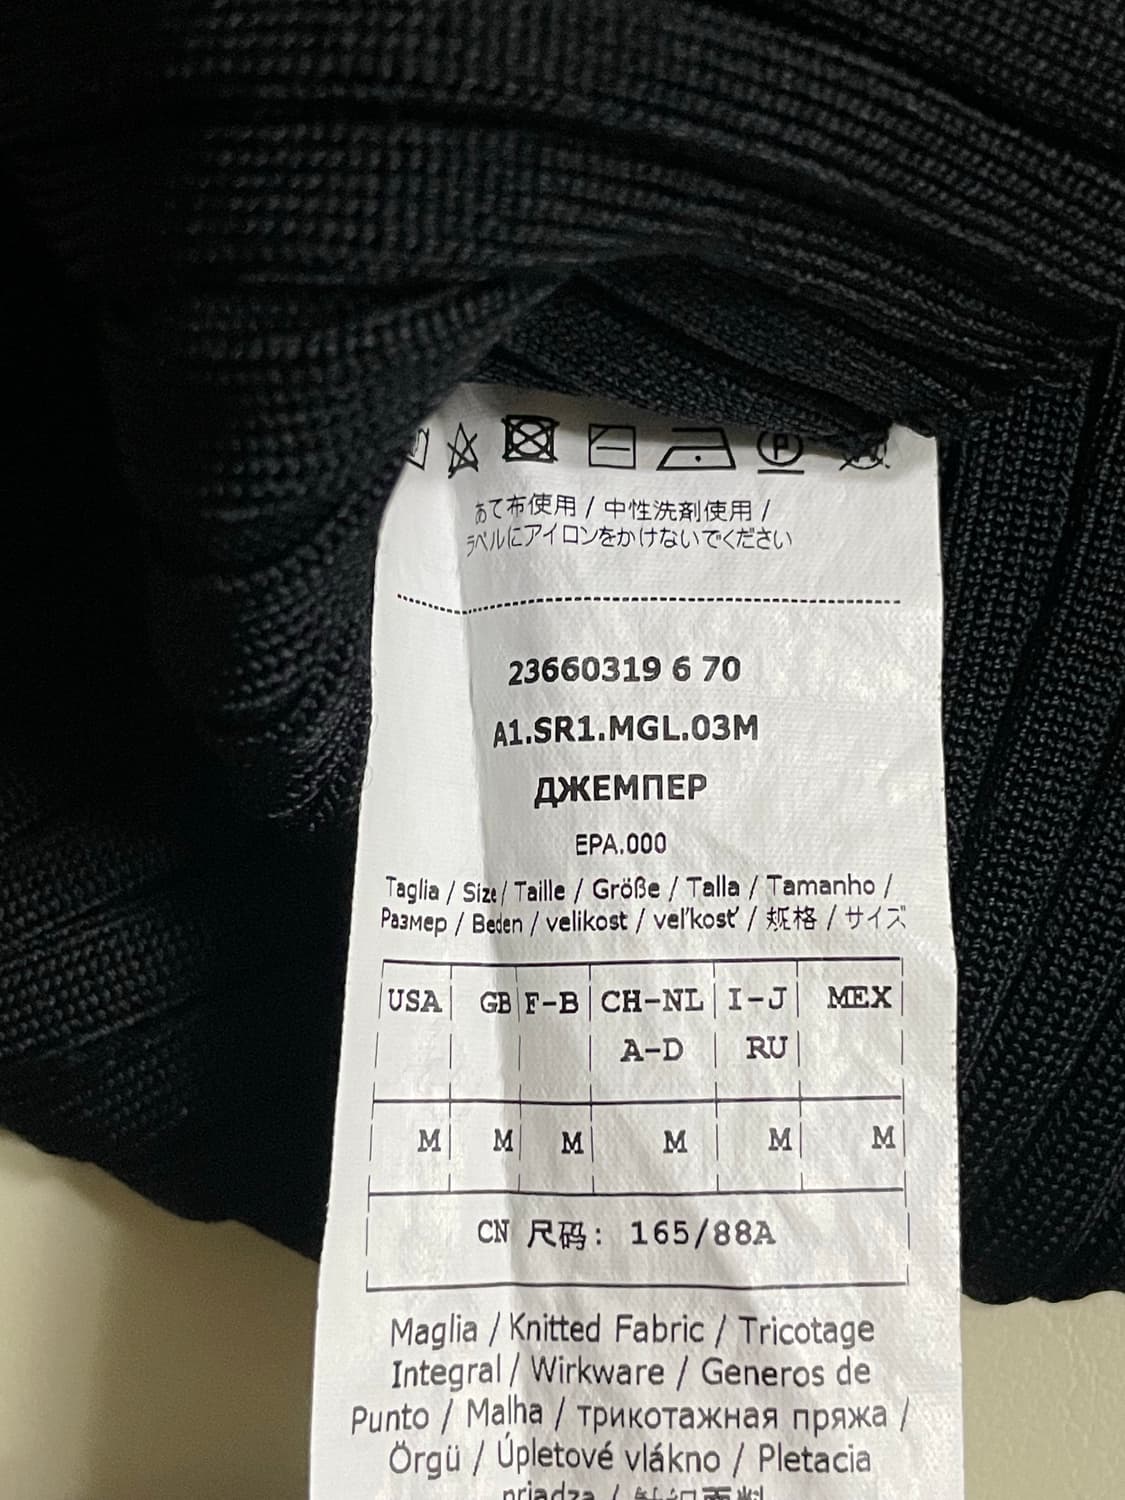 P
あて布使用 / 中性洗剤使用 /
ラベルにアイロンをかけないでください
23660319 6 70
A1.SR1.MGL.03M
ДЖЕМПЕР
EPA.000
Taglia / Size / Taille / Größe / Talla / Tamanho /
Размер / Beden / velikost / veľkosť / 规格 / サイズ
USA GB F-B CH-NL I-J MEX
A-D RU
M M M M M M
CN 尺码: 165/88A
Maglia / Knitted Fabric / Tricotage
Integral / Wirkware / Generos de
Punto / Malha / трикотажная пряжа /
Örgü / Úpletové vlákno / Pletacia
priadza /